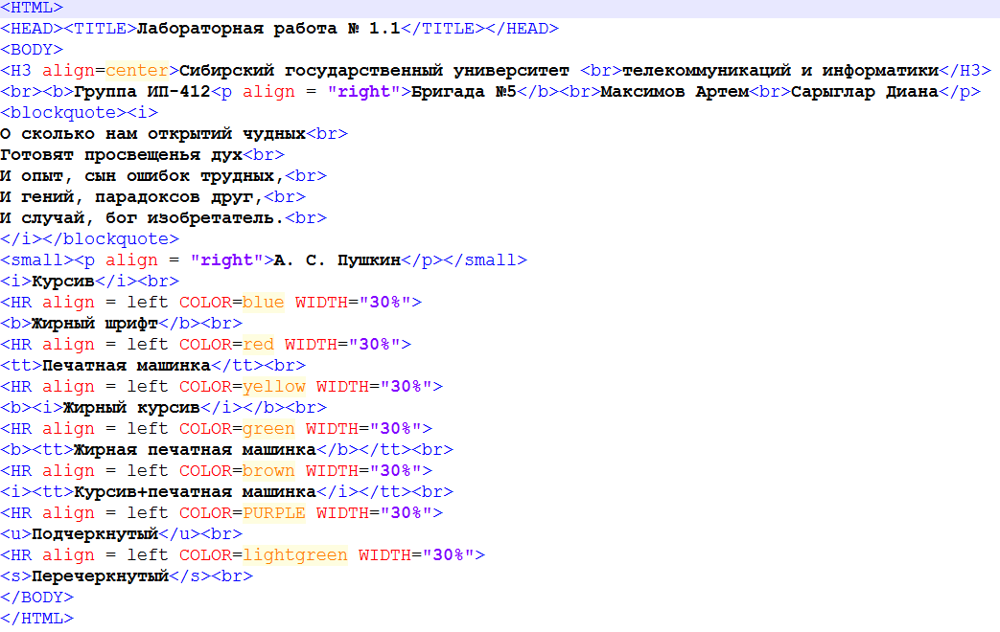 <HTML>
<HEAD><TITLE>Лабораторная работа № 1.1</TITLE></HEAD>
<BODY>
<H3 align=center>Сибирский государственный университет <br>телекоммуникаций и информатики</H3>
<br><b>Группа ИП-412<p align = "right">Бригада №5</b><br>Максимов Артем<br>Сарыглар Диана</p>
<blockquote><i>
О сколько нам открытий чудных<br>
Готовят просвещенья дух<br>
И опыт, сын ошибок трудных,<br>
И гений, парадоксов друг,<br>
И случай, бог изобретатель.<br>
</i></blockquote>
<small><p align = "right">А. С. Пушкин</p></small>
<i>Курсив</i><br>
<HR align = left COLOR=blue WIDTH="30%">
<b>Жирный шрифт</b><br>
<HR align = left COLOR=red WIDTH="30%">
<tt>Печатная машинка</tt><br>
<HR align = left COLOR=yellow WIDTH="30%">
<b><i>Жирный курсив</i></b><br>
<HR align = left COLOR=green WIDTH="30%">
<b><tt>Жирная печатная машинка</b></tt><br>
<HR align = left COLOR=brown WIDTH="30%">
<i><tt>Курсив+печатная машинка</i></tt><br>
<HR align = left COLOR=PURPLE WIDTH="30%">
<u>Подчеркнутый</u><br>
<HR align = left COLOR=lightgreen WIDTH="30%">
<s>Перечеркнутый</s><br>
</BODY>
</HTML>